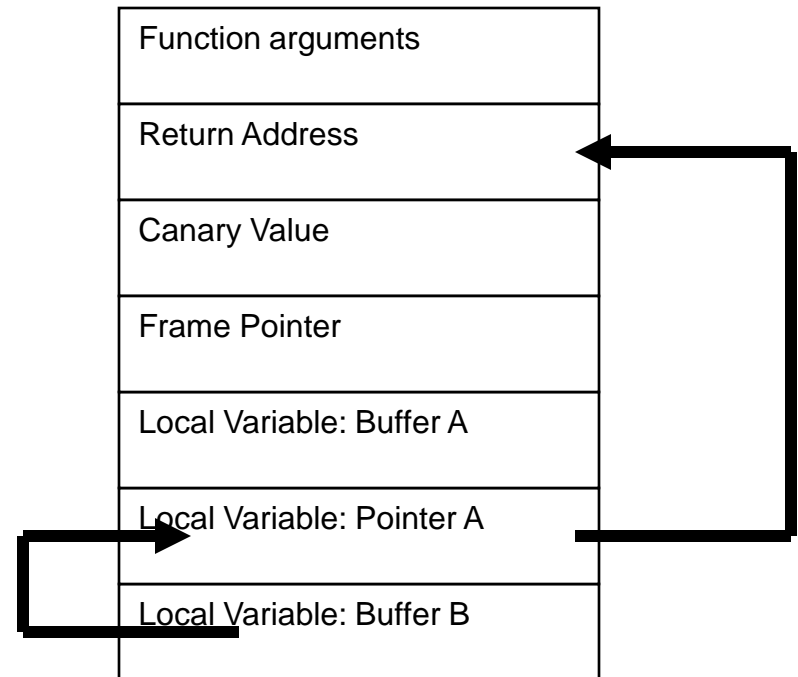 Function arguments
Return Address
Canary Value
Frame Pointer
Local Variable: Buffer A
Local Variable: Pointer A
Local Variable: Buffer B